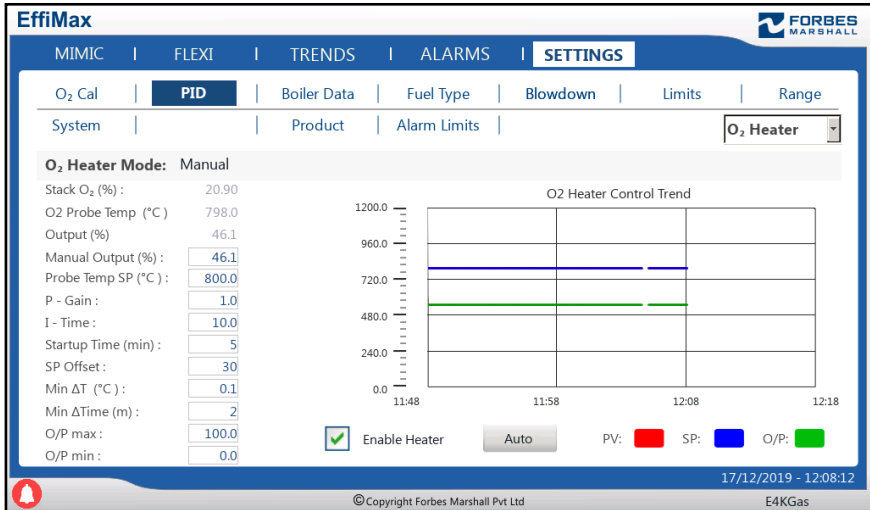 EffiMax
FORBES
MARSHALL
MIMIC | FLEXI | TRENDS | ALARMS | SETTINGS
O₂ Cal | PID | Boiler Data | Fuel Type | Blowdown | Limits | Range
System | | Product | Alarm Limits | O₂ Heater
O₂ Heater Mode: Manual
Stack O₂ (%) : 20.90
O2 Probe Temp (°C ) 798.0
Output (%) 46.1
Manual Output (%) : 46.1
Probe Temp SP (°C ) : 800.0
P - Gain : 1.0
I - Time : 10.0
Startup Time (min) : 5
SP Offset : 30
Min ΔT (°C ) : 0.1
Min ΔTime (m) : 2
O/P max : 100.0
O/P min : 0.0
O2 Heater Control Trend
1200.0
960.0
720.0
480.0
240.0
0.0
11:48 11:58 12:08 12:18
Enable Heater Auto PV: SP: O/P:
17/12/2019 - 12:08:12
©Copyright Forbes Marshall Pvt Ltd E4KGas